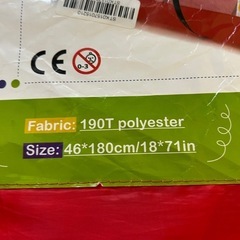 CE
0-3
Fabric: 190T polyester
Size: 46*180cm/18*71in